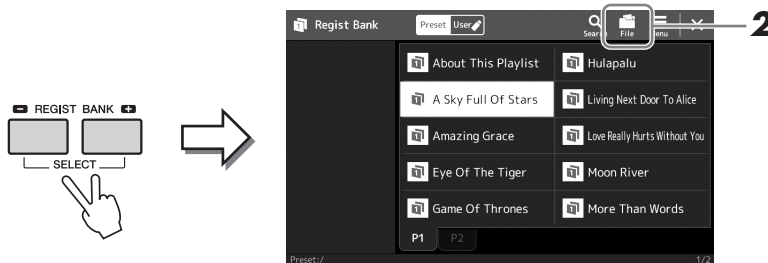 Regist Bank Preset User Search File Menu
2
About This Playlist Hulapalu
A Sky Full Of Stars Living Next Door To Alice
REGIST BANK
Amazing Grace Love Really Hurts Without You
SELECT
Eye Of The Tiger Moon River
Game Of Thrones More Than Words
P1 P2
Preset:/ 1/2